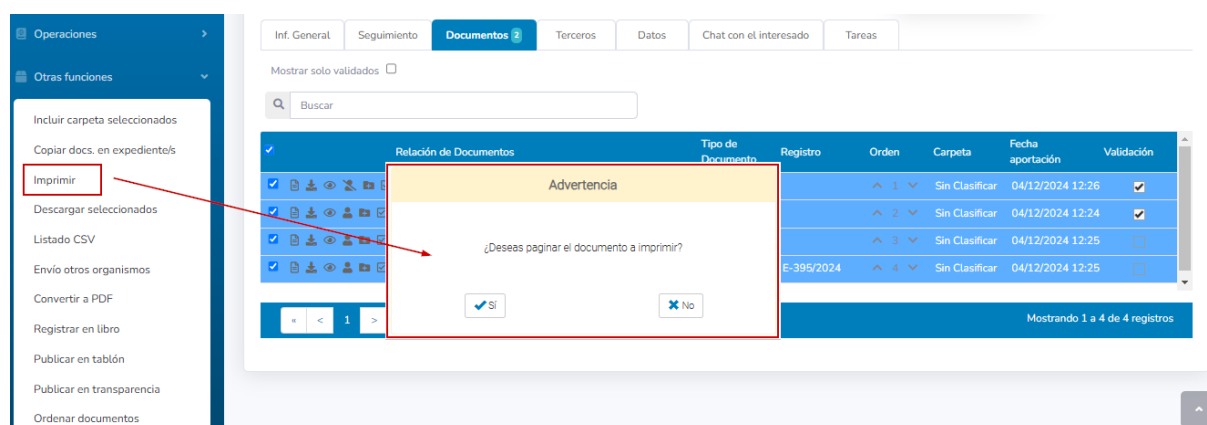 Operaciones
Otras funciones
Incluir carpeta seleccionados
Copiar docs. en expediente/s
Imprimir
Descargar seleccionados
Listado CSV
Envío otros organismos
Convertir a PDF
Registrar en libro
Publicar en tablón
Publicar en transparencia
Ordenar documentos
Inf. General Seguimiento Documentos 2 Terceros Datos Chat con el interesado Tareas
Mostrar solo validados
Buscar
Relación de Documentos Tipo de Documento Registro Orden Carpeta Fecha aportación Validación
1 Sin Clasificar 04/12/2024 12:26
2 Sin Clasificar 04/12/2024 12:24
3 Sin Clasificar 04/12/2024 12:25
E-395/2024 4 Sin Clasificar 04/12/2024 12:25
Advertencia
¿Deseas paginar el documento a imprimir?
Sí No
« < 1 >
Mostrando 1 a 4 de 4 registros